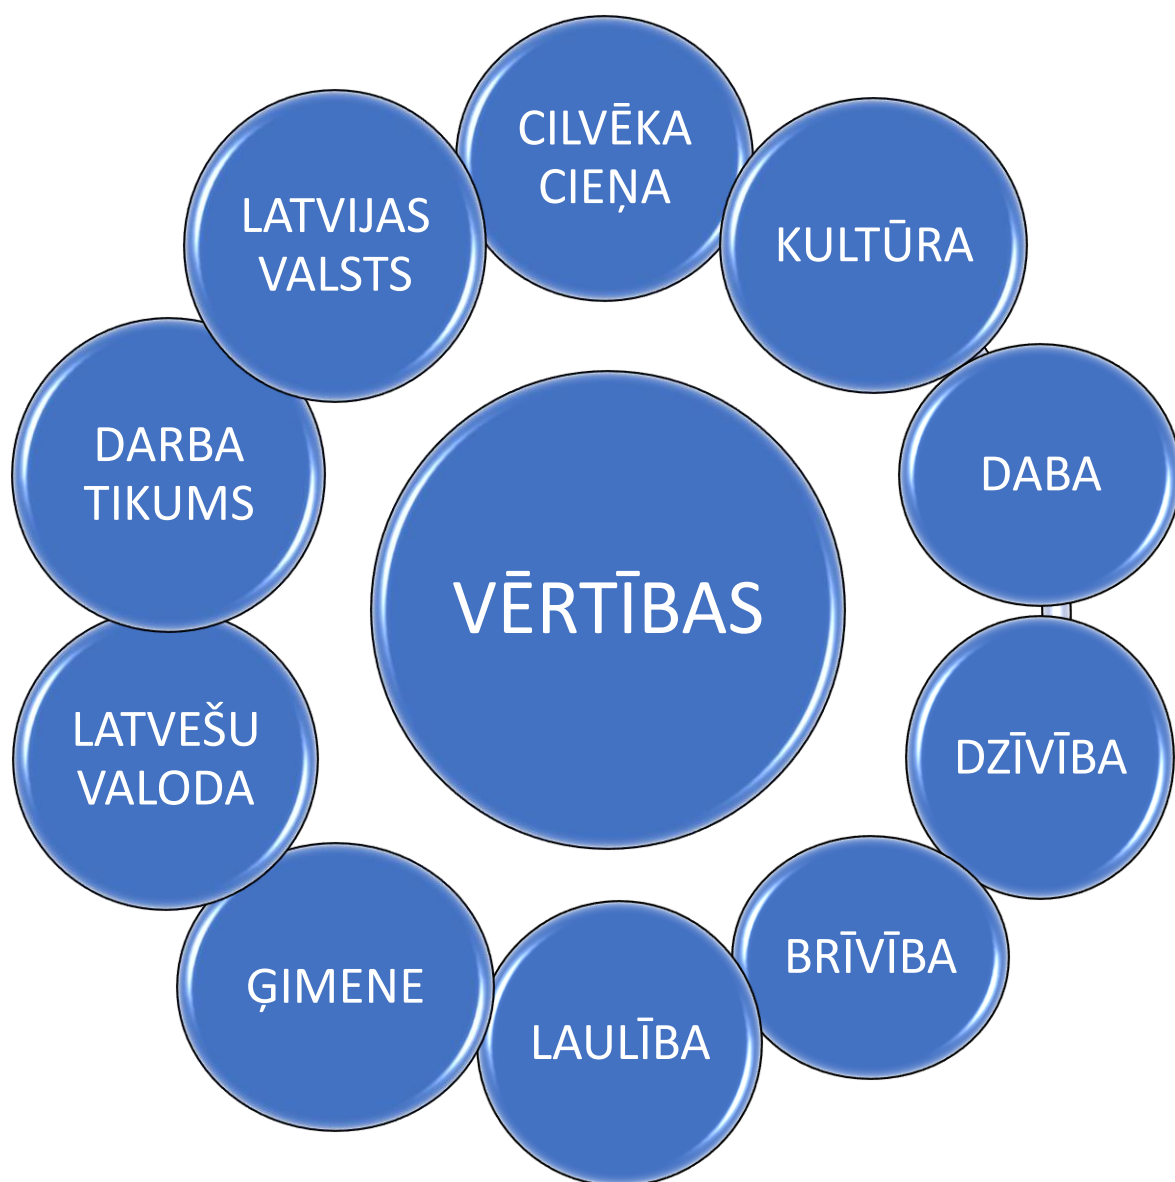 CILVĒKA
CIEŅA
KULTŪRA
DABA
DZĪVĪBA
BRĪVĪBA
LAULĪBA
ĢIMENE
LATVEŠU
VALODA
DARBA
TIKUMS
LATVIJAS
VALSTS
VĒRTĪBAS